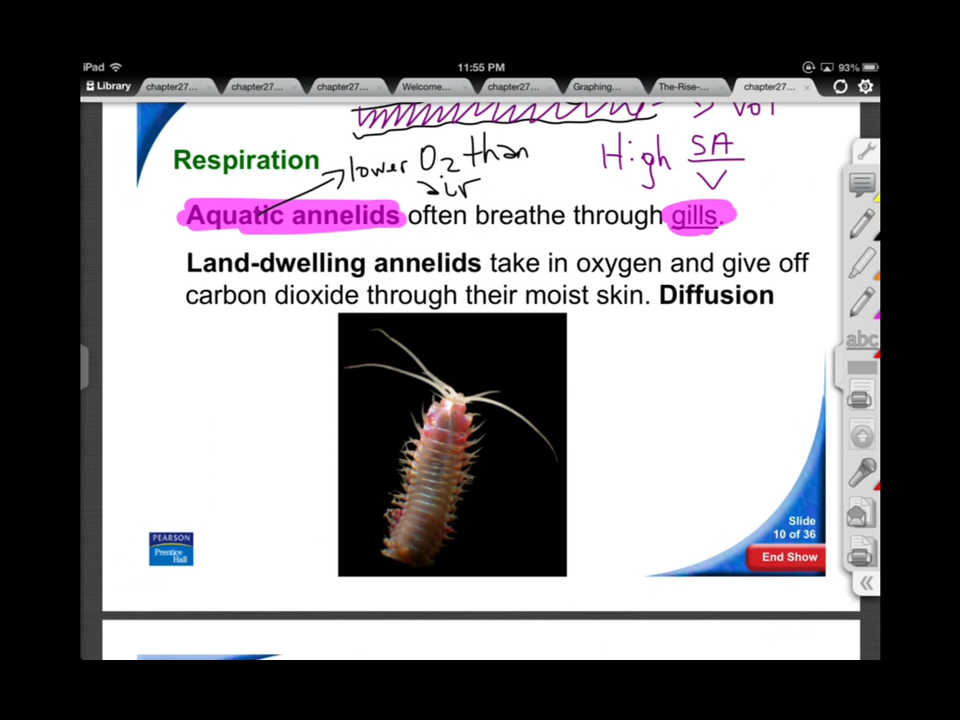 iPad 11:55 PM 93%
Library chapter27... chapter27... chapter27... Welcome... chapter27... Graphing... The-Rise-... chapter27...
Respiration
lower O2 than
air
High SA
V
Aquatic annelids often breathe through gills.
Land-dwelling annelids take in oxygen and give off
carbon dioxide through their moist skin. Diffusion
abc
PEARSON
Prentice
Hall
Slide
10 of 36
End Show